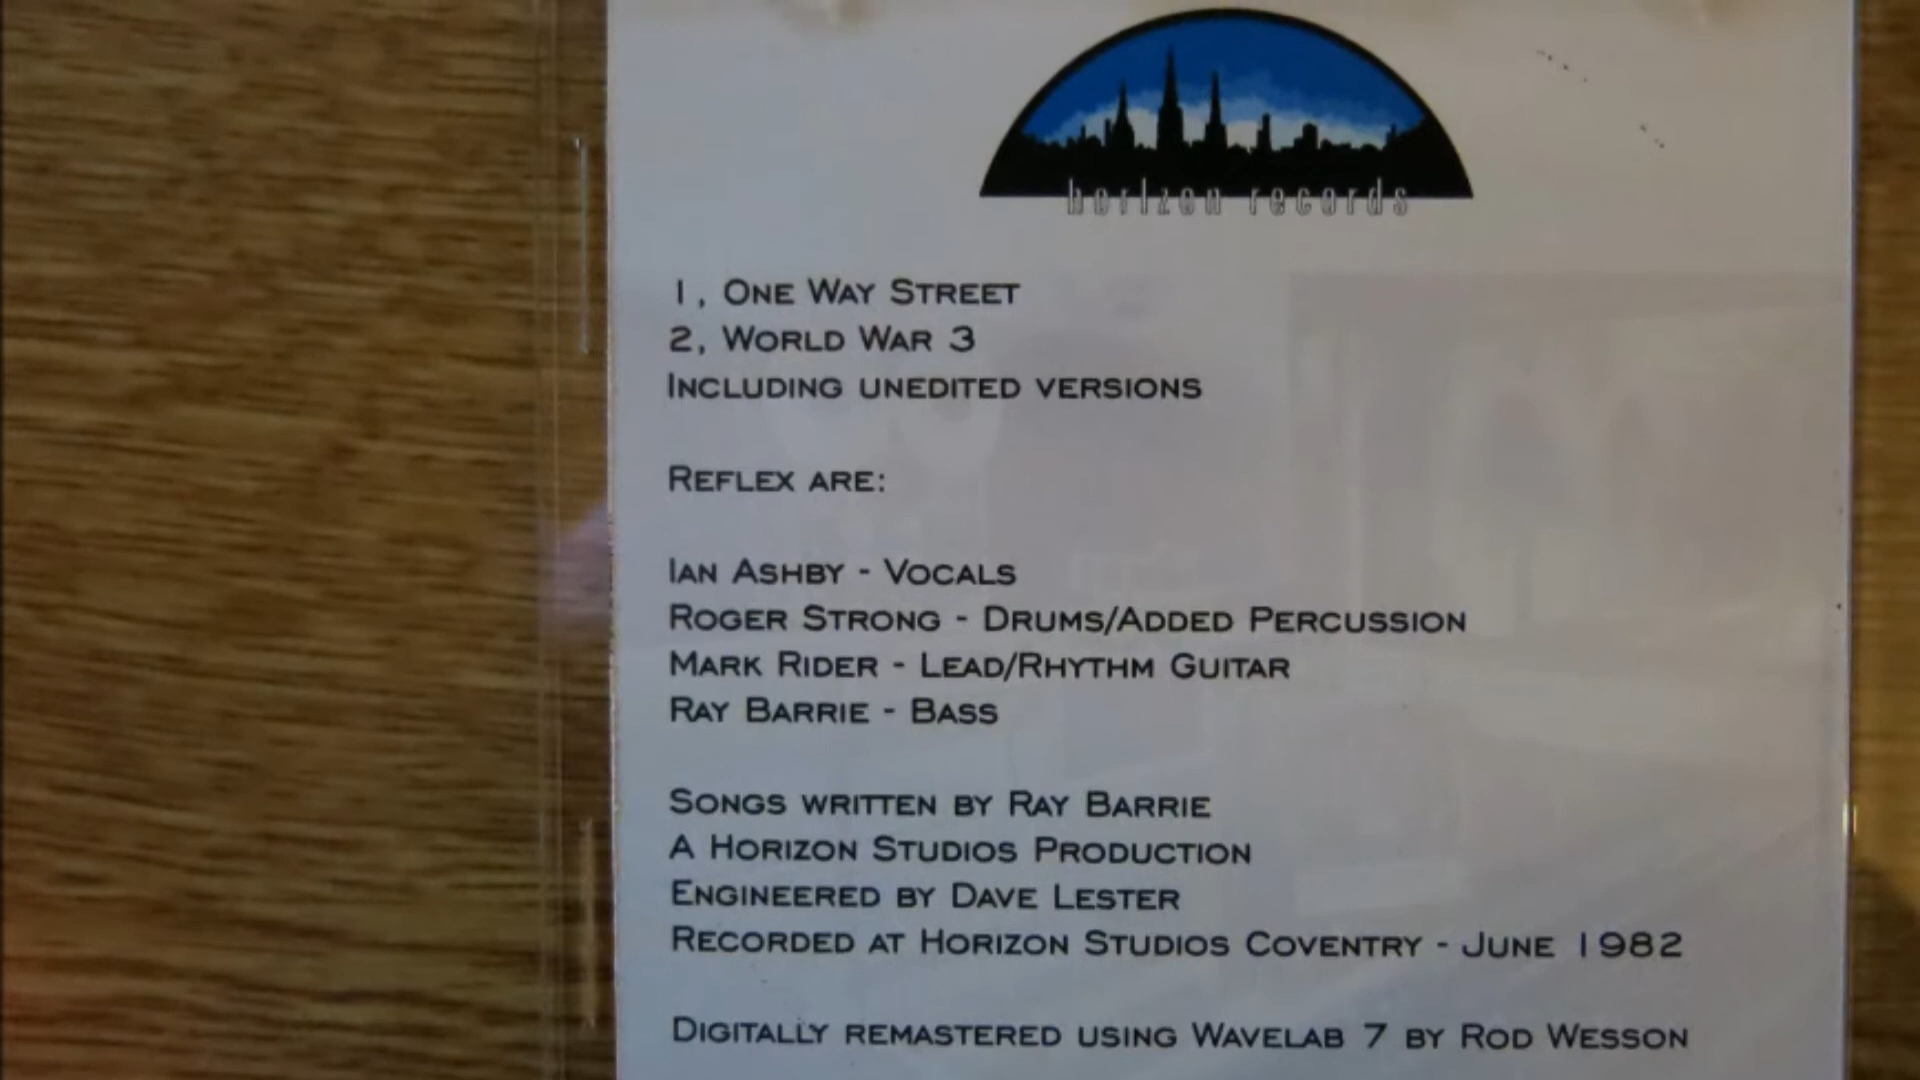 horizon records
1, One Way Street
2, World War 3
Including unedited versions
Reflex are:
Ian Ashby - Vocals
Roger Strong - Drums/Added Percussion
Mark Rider - Lead/Rhythm Guitar
Ray Barrie - Bass
Songs written by Ray Barrie
A Horizon Studios Production
Engineered by Dave Lester
Recorded at Horizon Studios Coventry - June 1982
Digitally remastered using Wavelab 7 by Rod Wesson